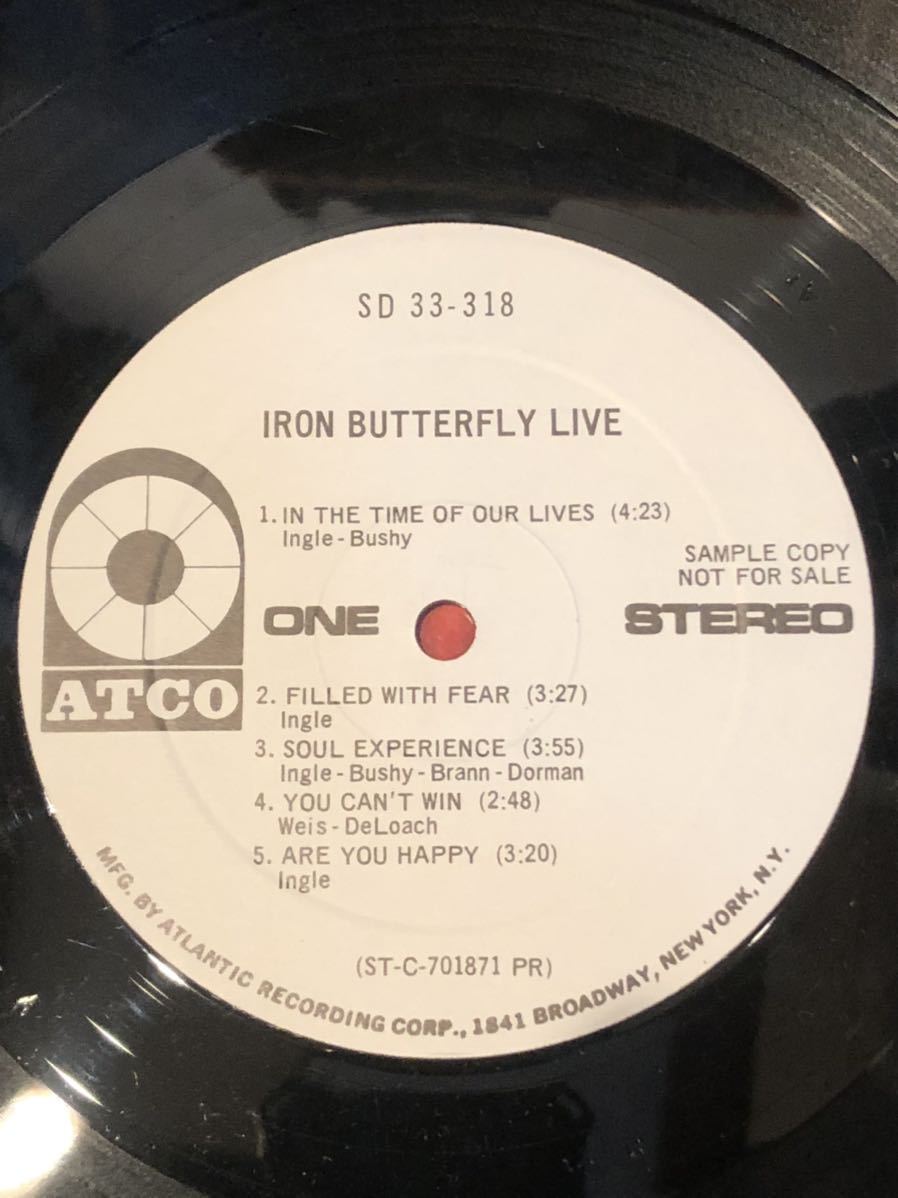 SD 33-318
IRON BUTTERFLY LIVE
1. IN THE TIME OF OUR LIVES (4:23)
Ingle - Bushy
SAMPLE COPY
NOT FOR SALE
ONE
STEREO
ATCO
2. FILLED WITH FEAR (3:27)
Ingle
3. SOUL EXPERIENCE (3:55)
Ingle - Bushy - Brann - Dorman
4. YOU CAN'T WIN (2:48)
Weis - DeLoach
5. ARE YOU HAPPY (3:20)
Ingle
(ST-C-701871 PR)
MFG. BY ATLANTIC RECORDING CORP., 1841 BROADWAY, NEW YORK, N.Y.